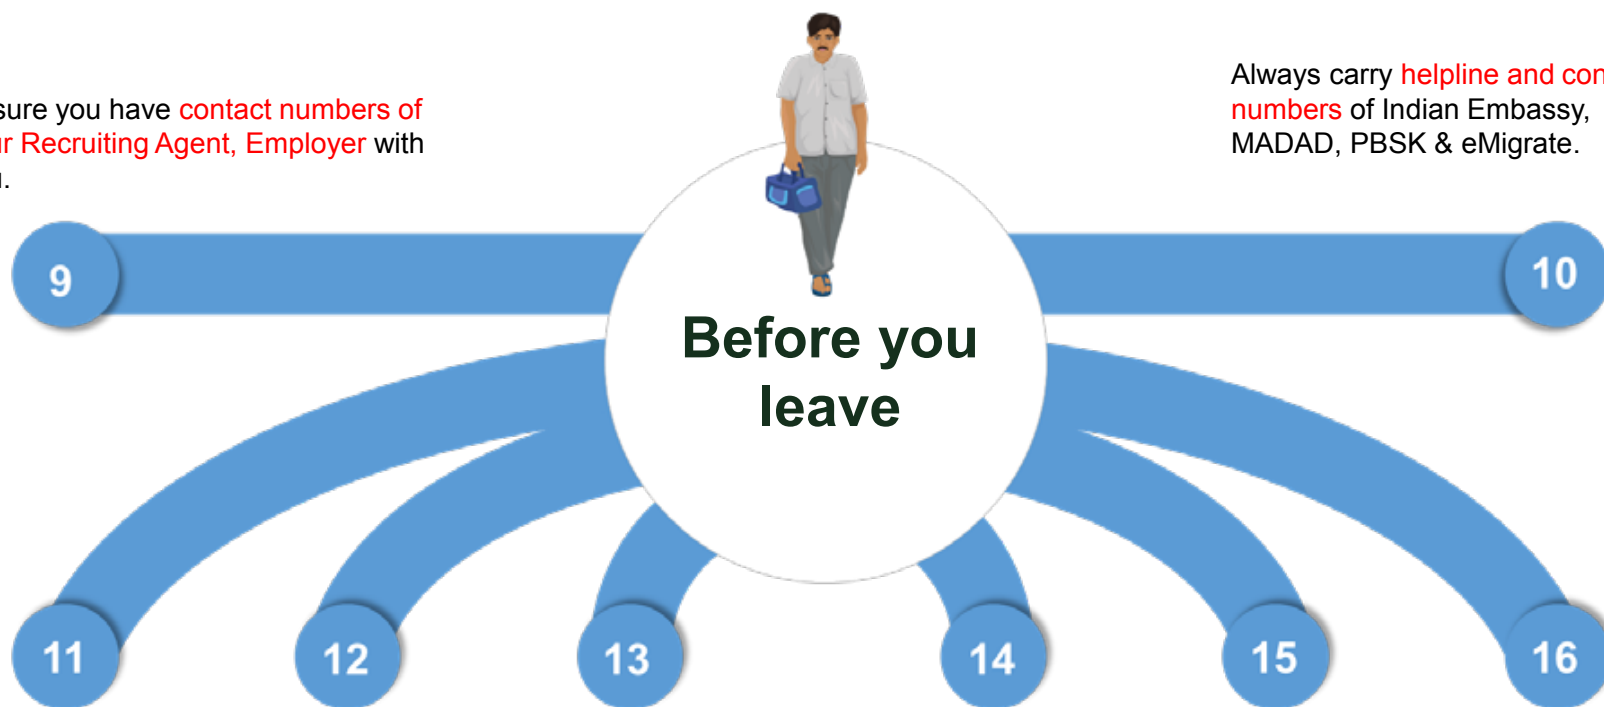 sure you have contact numbers of
Recruiting Agent, Employer with
Always carry helpline and
numbers of Indian Embassy,
MADAD, PBSK & eMigrate.
9
10
Before you
leave
11
12
13
14
15
16